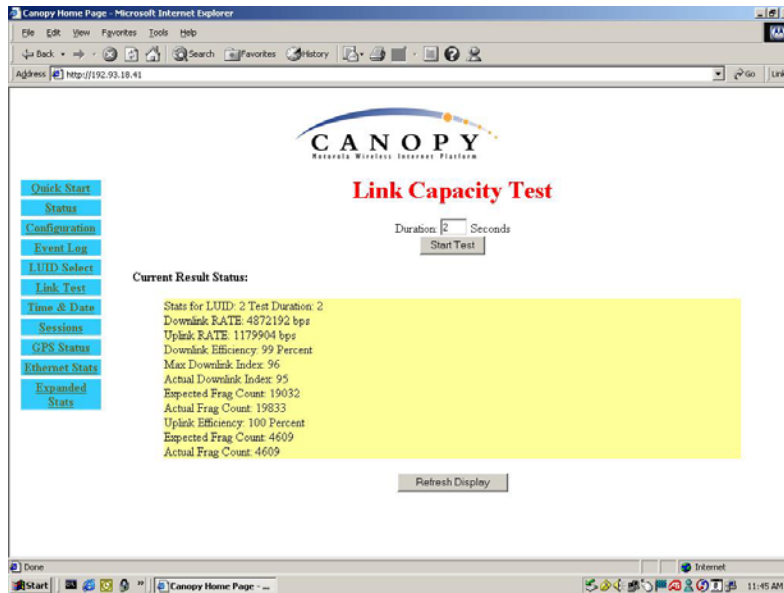 Canopy Home Page - Microsoft Internet Explorer
File Edit View Favorites Tools Help
Back Search Favorites History
Address http://192.93.18.41 Go Link
CANOPY
Motorola Wireless Internet Platform
Link Capacity Test
Quick Start
Status
Configuration
Event Log
LUID Select
Link Test
Time & Date
Sessions
GPS Status
Ethernet Stats
Expanded
Stats
Duration: 2 Seconds
Start Test
Current Result Status:
Stats for LUID: 2 Test Duration: 2
Downlink RATE: 4872192 bps
Uplink RATE: 1179904 bps
Downlink Efficiency: 99 Percent
Max Downlink Index: 96
Actual Downlink Index: 95
Expected Frag Count: 19032
Actual Frag Count: 19833
Uplink Efficiency: 100 Percent
Expected Frag Count: 4609
Actual Frag Count: 4609
Refresh Display
Done Internet
Start Canopy Home Page - ... 11:45 AM